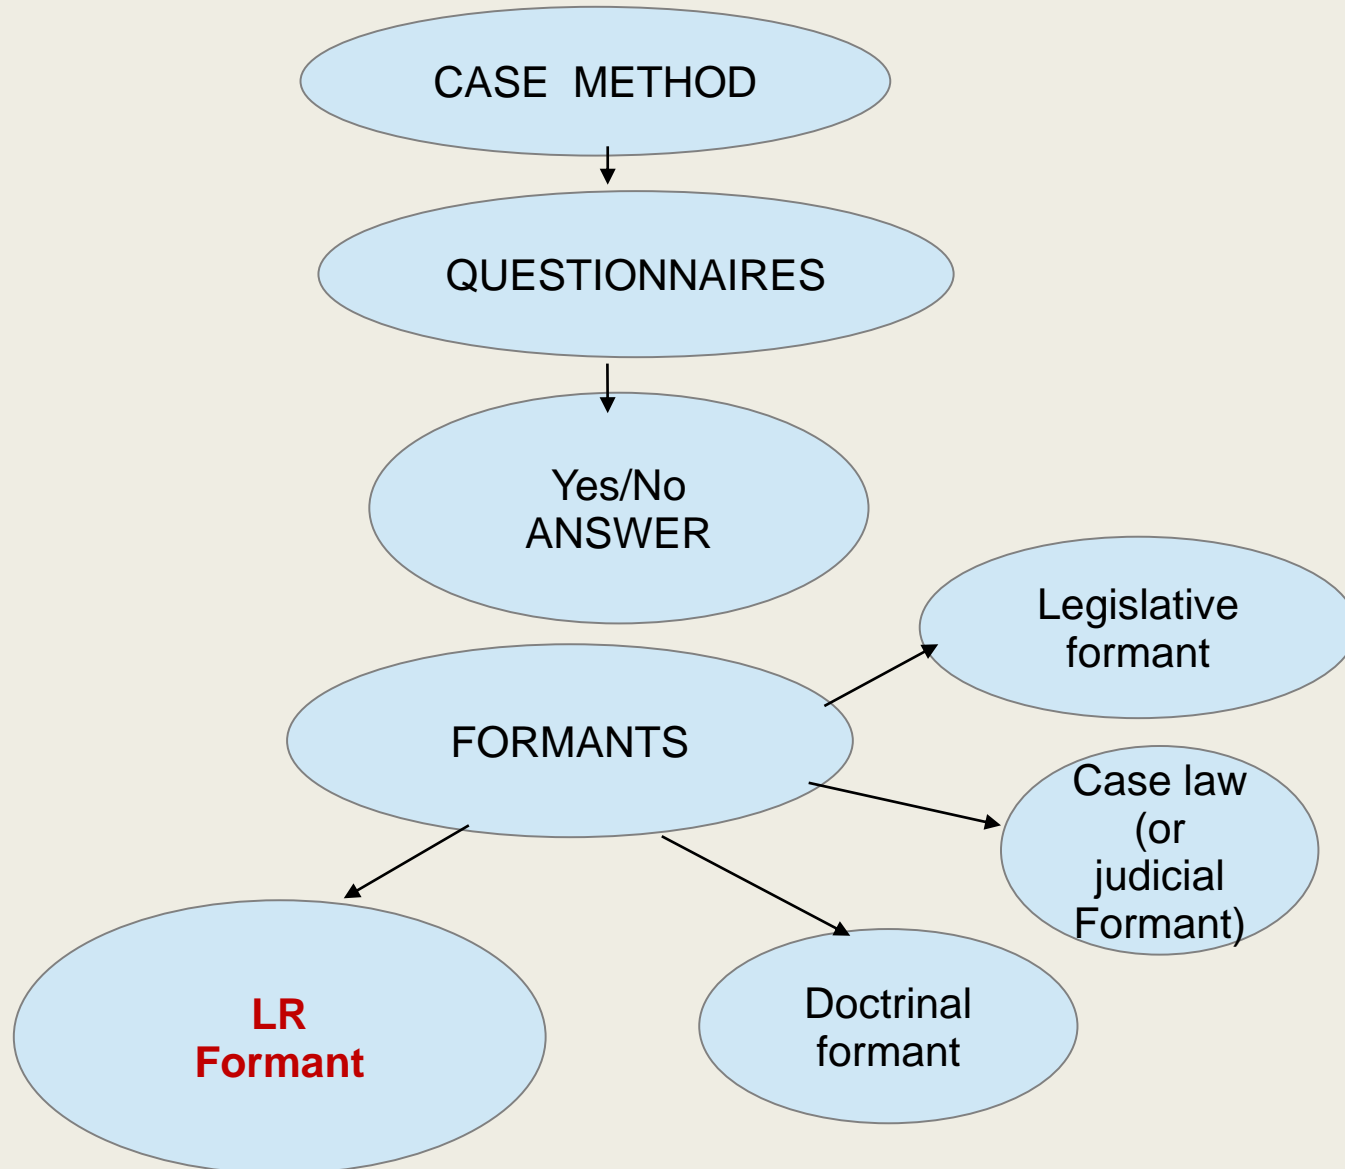 CASE METHOD
QUESTIONNAIRES
Yes/No
ANSWER
Legislative
formant
FORMANTS
Case law
(or
judicial
Formant)
Doctrinal
formant
LR
Formant